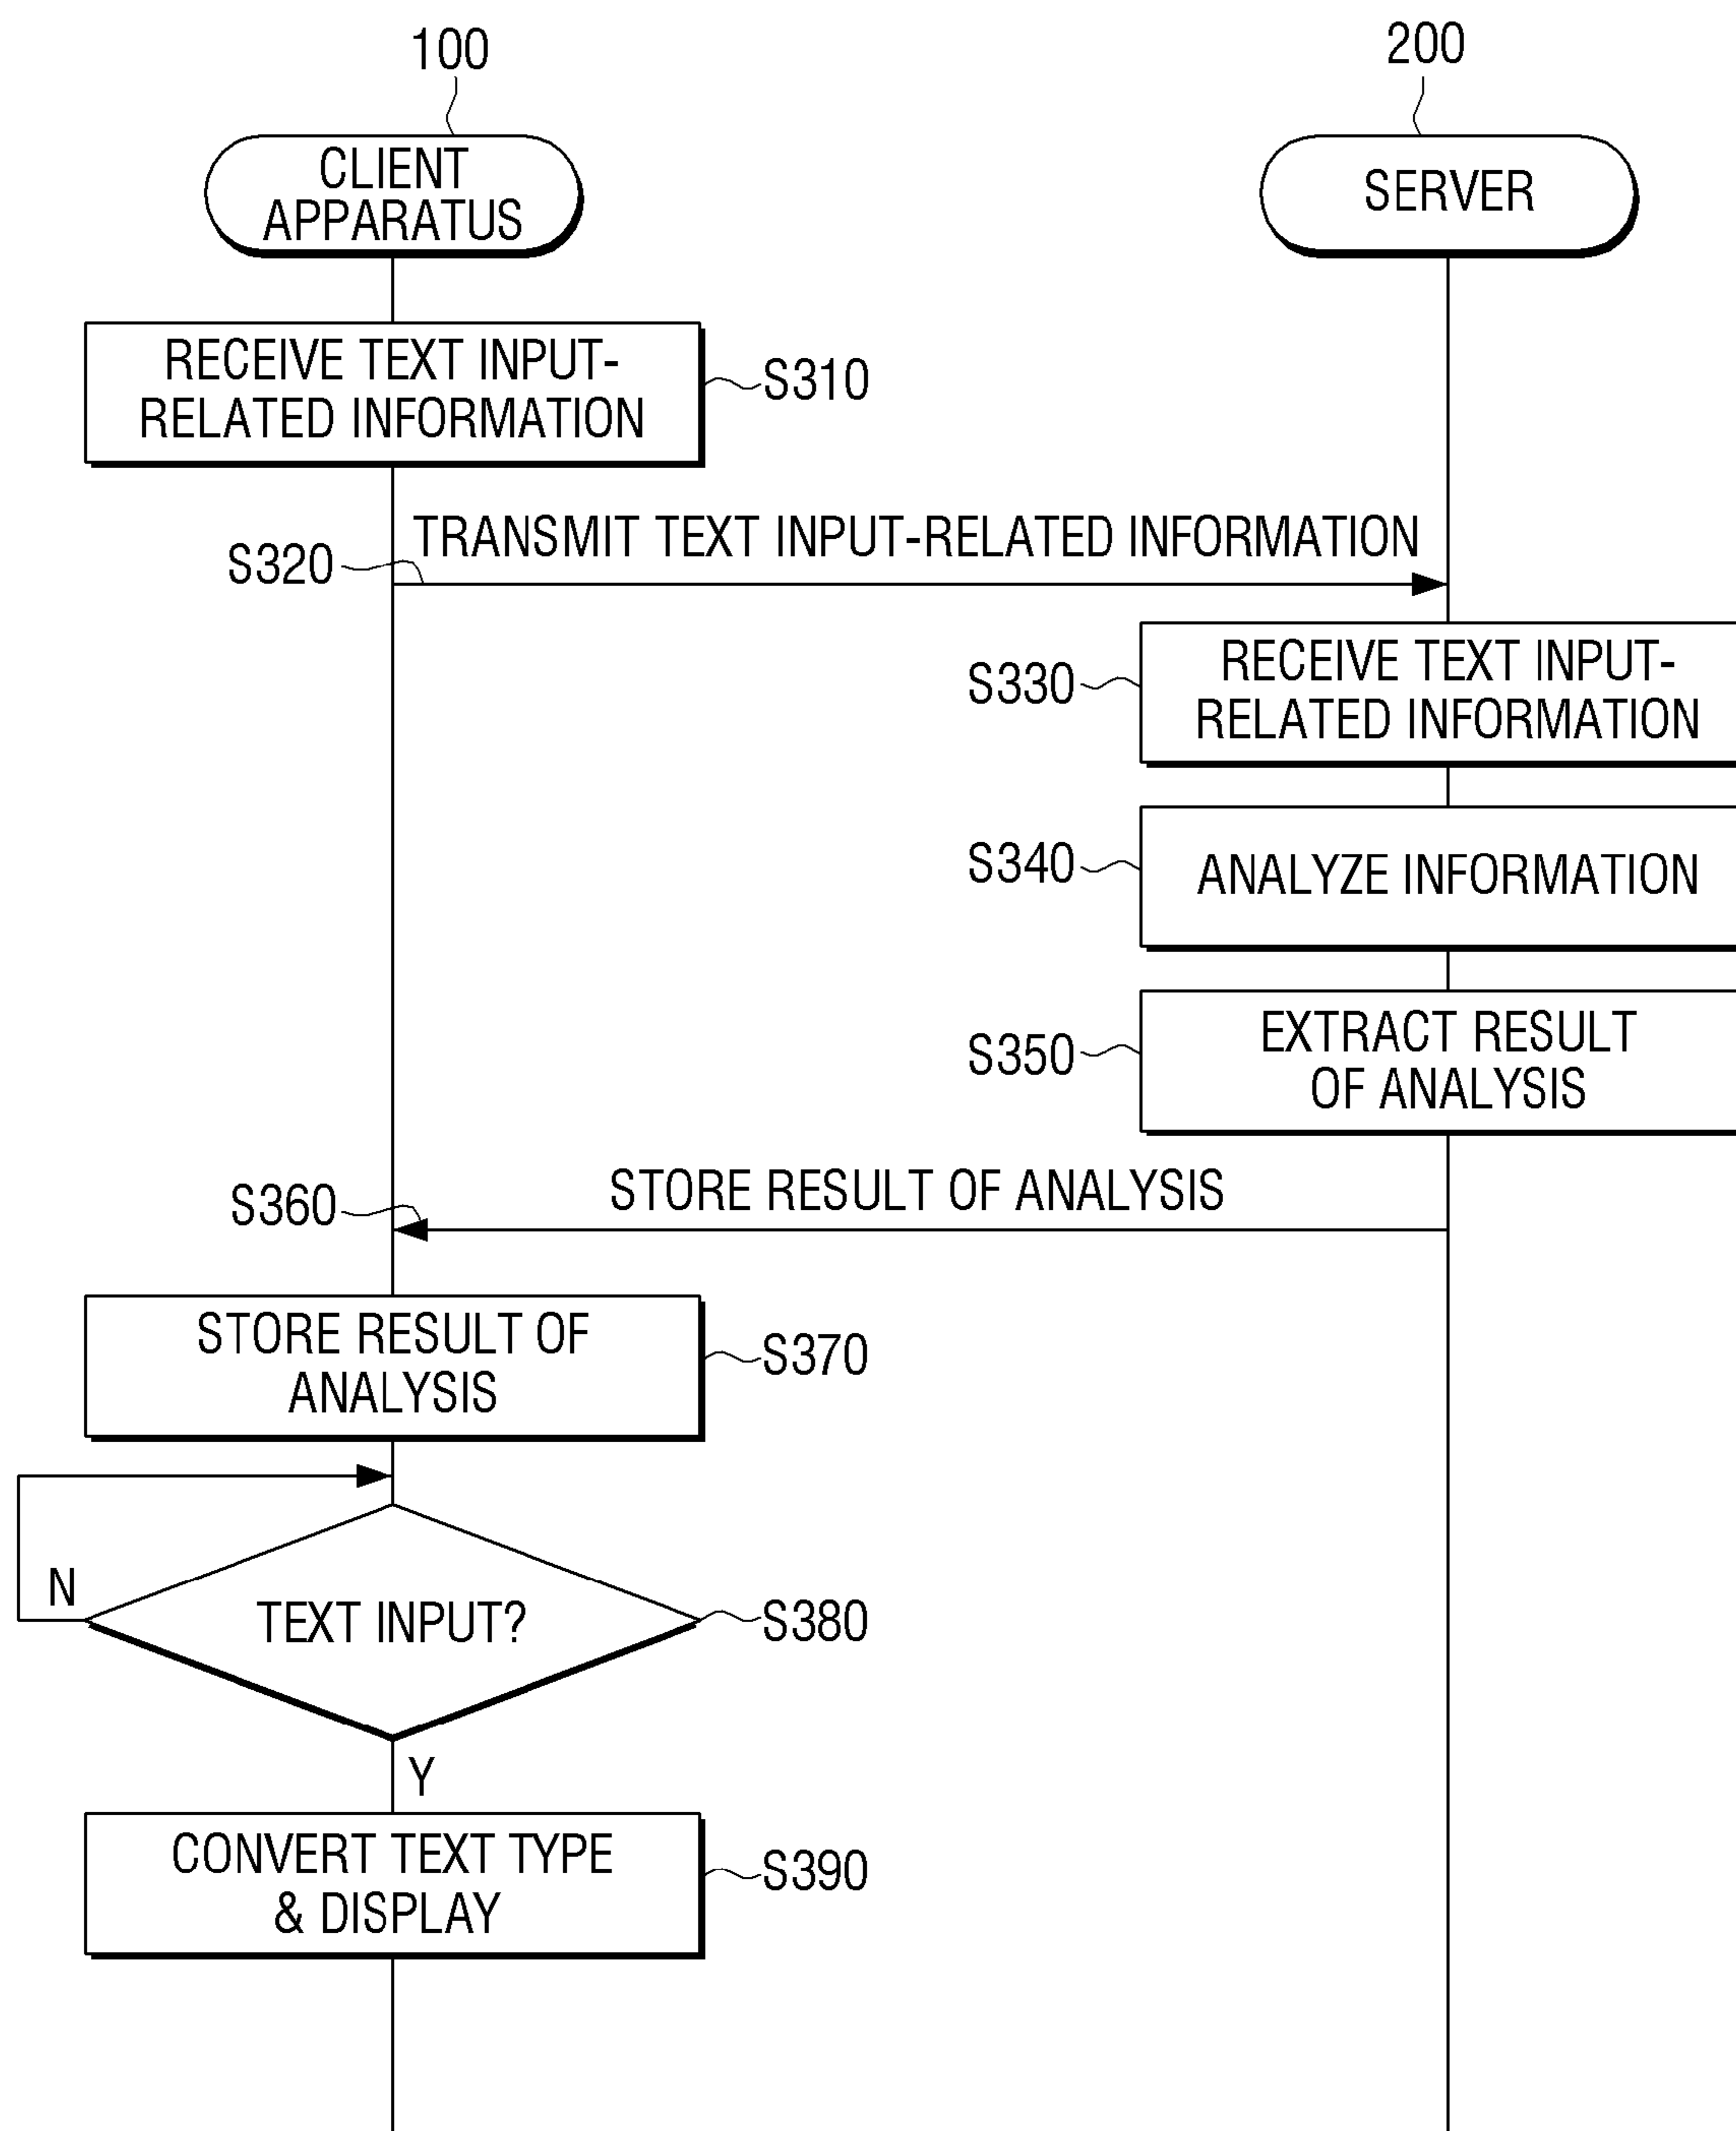 100
200
CLIENT
APPARATUS
SERVER
RECEIVE TEXT INPUT-
RELATED INFORMATION
S310
TRANSMIT TEXT INPUT-RELATED INFORMATION
S320
S330
RECEIVE TEXT INPUT-
RELATED INFORMATION
S340
ANALYZE INFORMATION
S350
EXTRACT RESULT
OF ANALYSIS
STORE RESULT OF ANALYSIS
S360
STORE RESULT OF
ANALYSIS
S370
N
TEXT INPUT?
S380
Y
CONVERT TEXT TYPE
& DISPLAY
S390